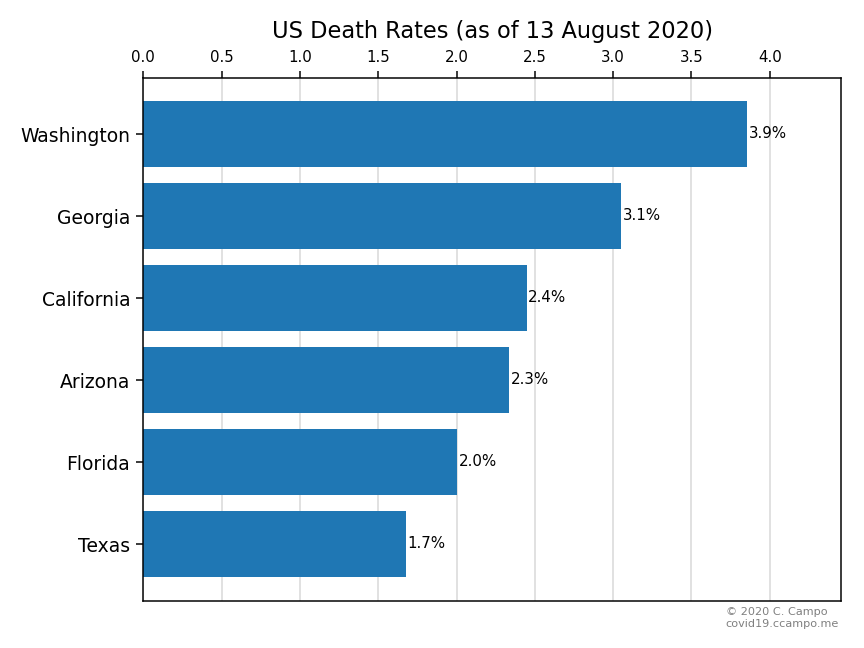 US Death Rates (as of 13 August 2020)
0.0 0.5 1.0 1.5 2.0 2.5 3.0 3.5 4.0
Washington 3.9%
Georgia 3.1%
California 2.4%
Arizona 2.3%
Florida 2.0%
Texas 1.7%
© 2020 C. Campo
covid19.ccampo.me